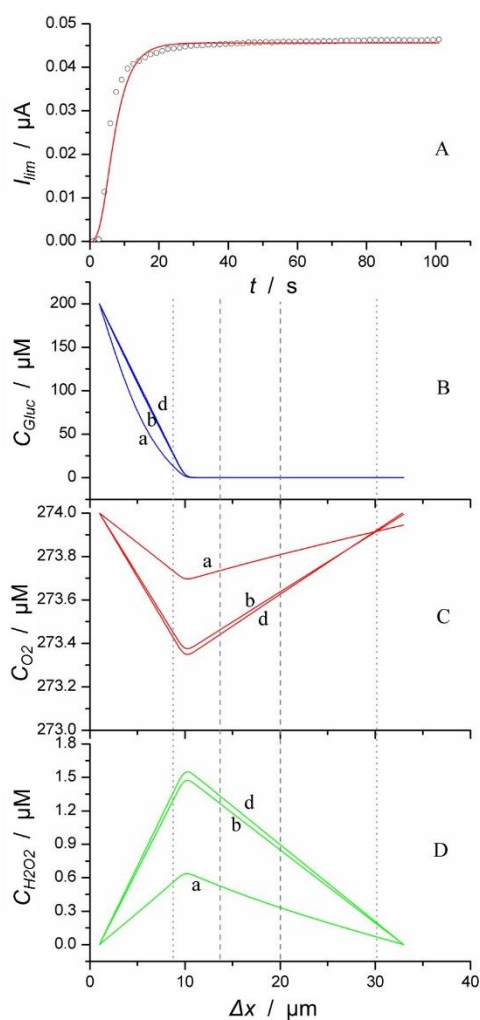 0.05
0.04
0.03
0.02
0.01
0.00
I_lim / µA
A
0 20 40 60 80 100
t / s
200
150
100
50
0
C_Gluc / µM
B
d
b
a
274.0
273.8
273.6
273.4
273.2
273.0
C_O2 / µM
C
a
b
d
1.8
1.5
1.2
0.9
0.6
0.3
0.0
C_H2O2 / µM
D
d
b
a
0 10 20 30 40
Δx / µm